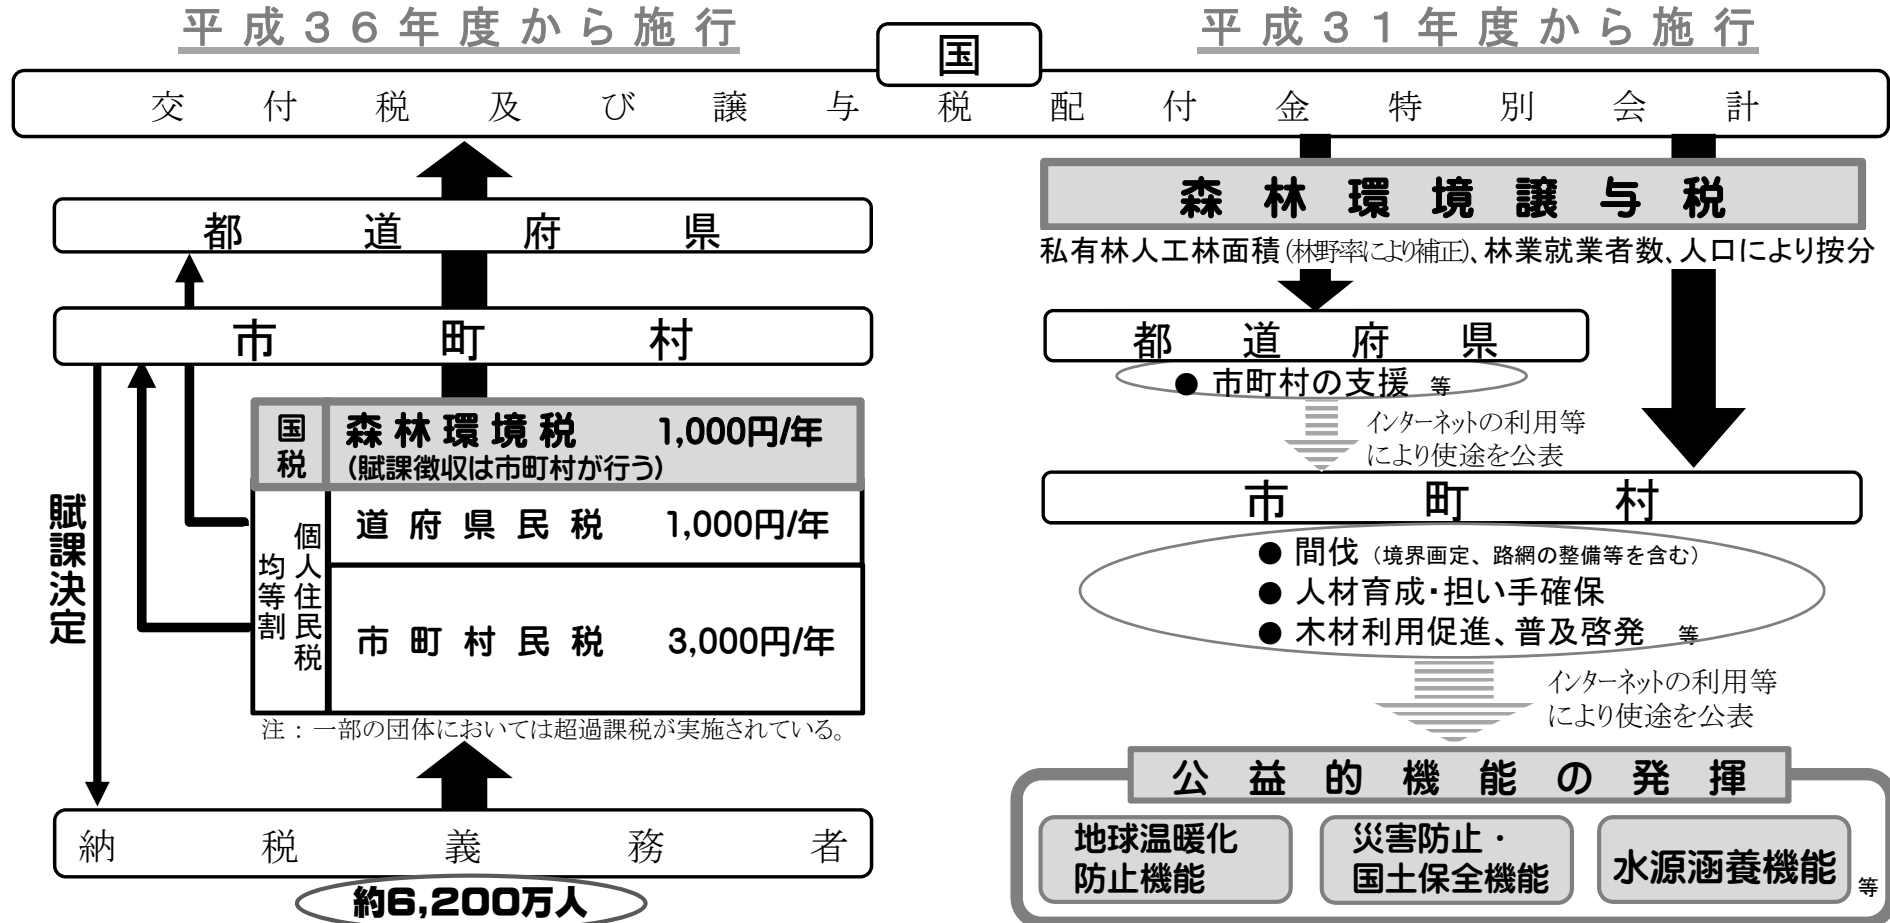 平成３６年度から施行
平成３１年度から施行
国
交付税及び譲与税配付金特別会計
都道府県
市町村
賦課決定
国税
森林環境税 1,000円/年
(賦課徴収は市町村が行う)
個人住民税
均等割
道府県民税 1,000円/年
市町村民税 3,000円/年
注：一部の団体においては超過課税が実施されている。
納税義務者
約6,200万人
森林環境譲与税
私有林人工林面積(林野率により補正)、林業就業者数、人口により按分
都道府県
● 市町村の支援 等
インターネットの利用等
により使途を公表
市町村
● 間伐（境界画定、路網の整備等を含む）
● 人材育成・担い手確保
● 木材利用促進、普及啓発 等
インターネットの利用等
により使途を公表
公益的機能の発揮
地球温暖化
防止機能
災害防止・
国土保全機能
水源涵養機能
等